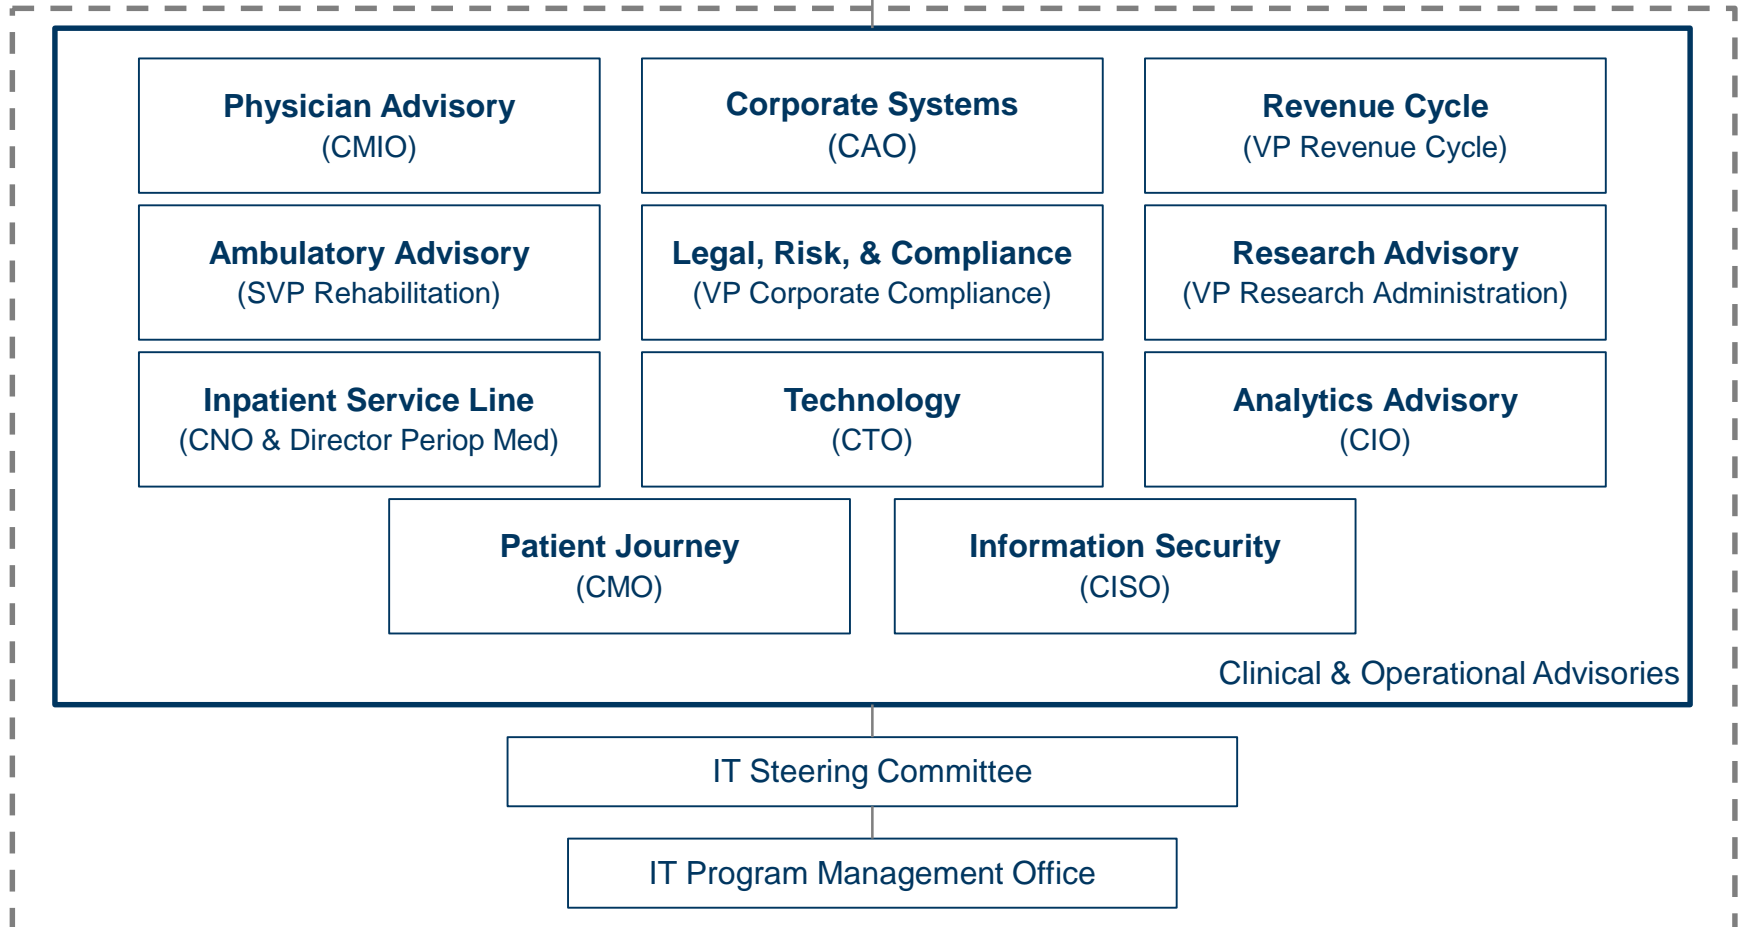 Physician Advisory
(CMIO)
Corporate Systems
(CAO)
Revenue Cycle
(VP Revenue Cycle)
Ambulatory Advisory
(SVP Rehabilitation)
Legal, Risk, & Compliance
(VP Corporate Compliance)
Research Advisory
(VP Research Administration)
Inpatient Service Line
(CNO & Director Periop Med)
Technology
(CTO)
Analytics Advisory
(CIO)
Patient Journey
(CMO)
Information Security
(CISO)
Clinical & Operational Advisories
IT Steering Committee
IT Program Management Office